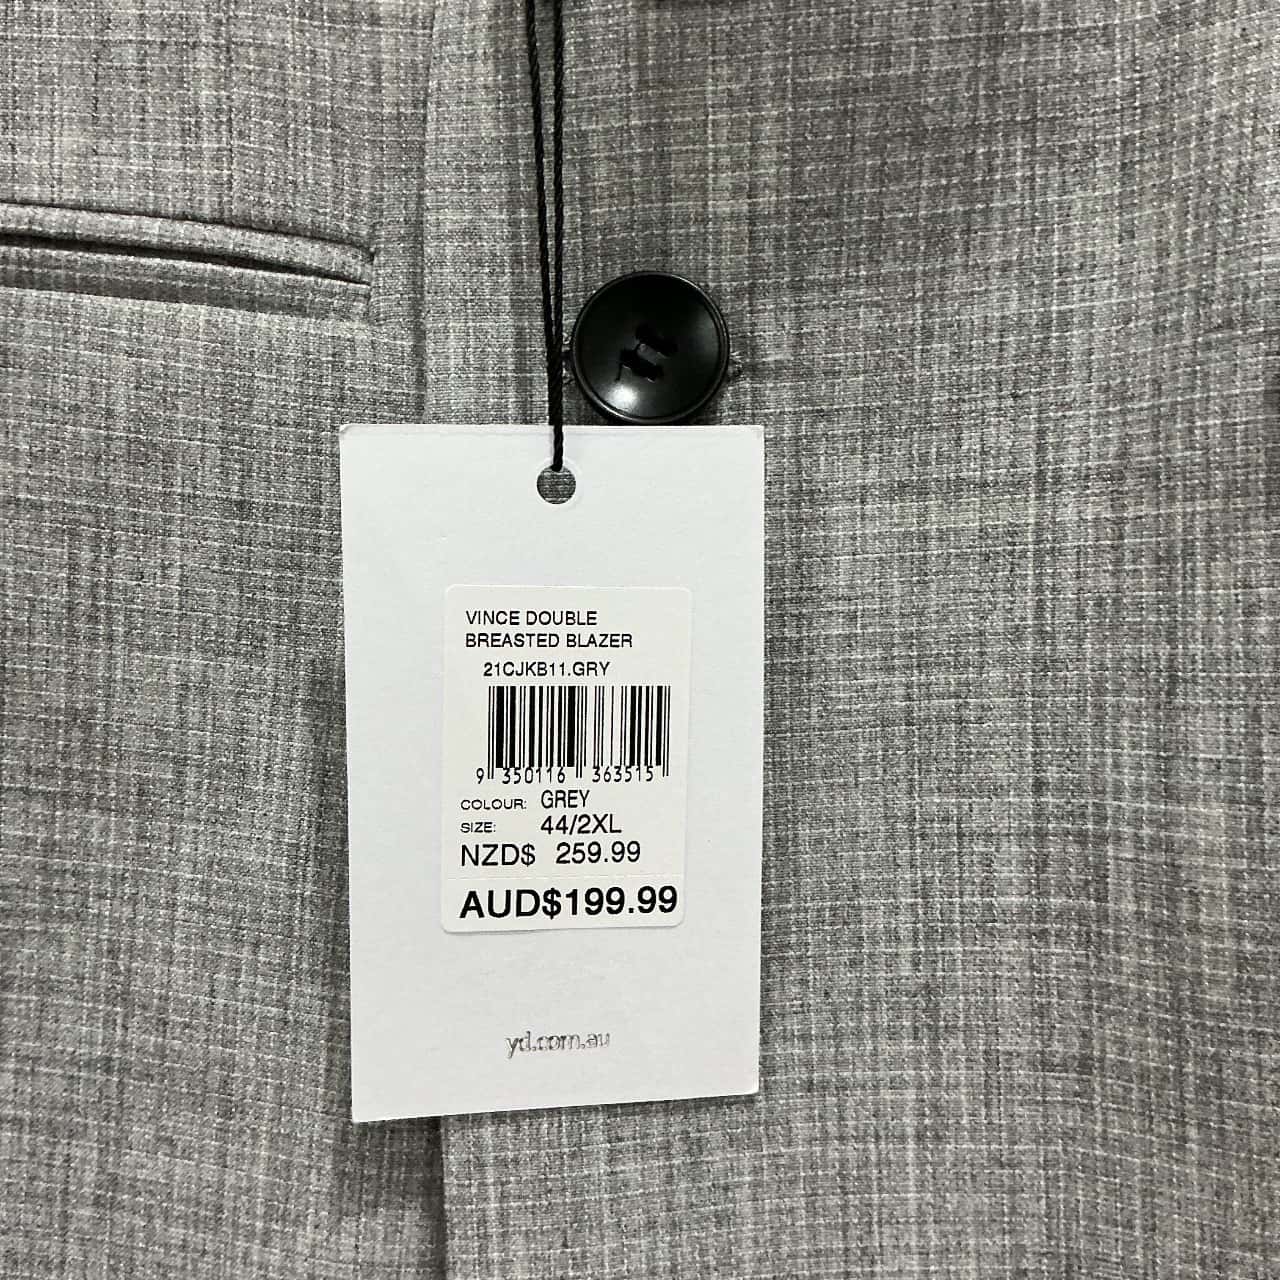 VINCE DOUBLE
BREASTED BLAZER
21CJKB11.GRY
9 350116 363515
COLOUR: GREY
SIZE: 44/2XL
NZD$ 259.99
AUD$199.99
yd.com.au